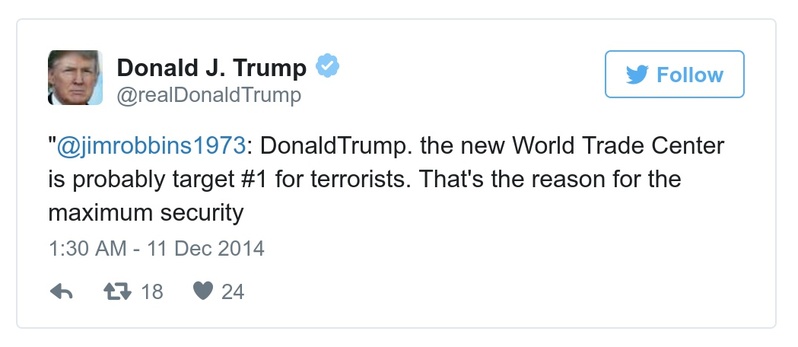 Donald J. Trump
@realDonaldTrump
Follow
"@jimrobbins1973: DonaldTrump. the new World Trade Center
is probably target #1 for terrorists. That's the reason for the
maximum security
1:30 AM - 11 Dec 2014
18 24